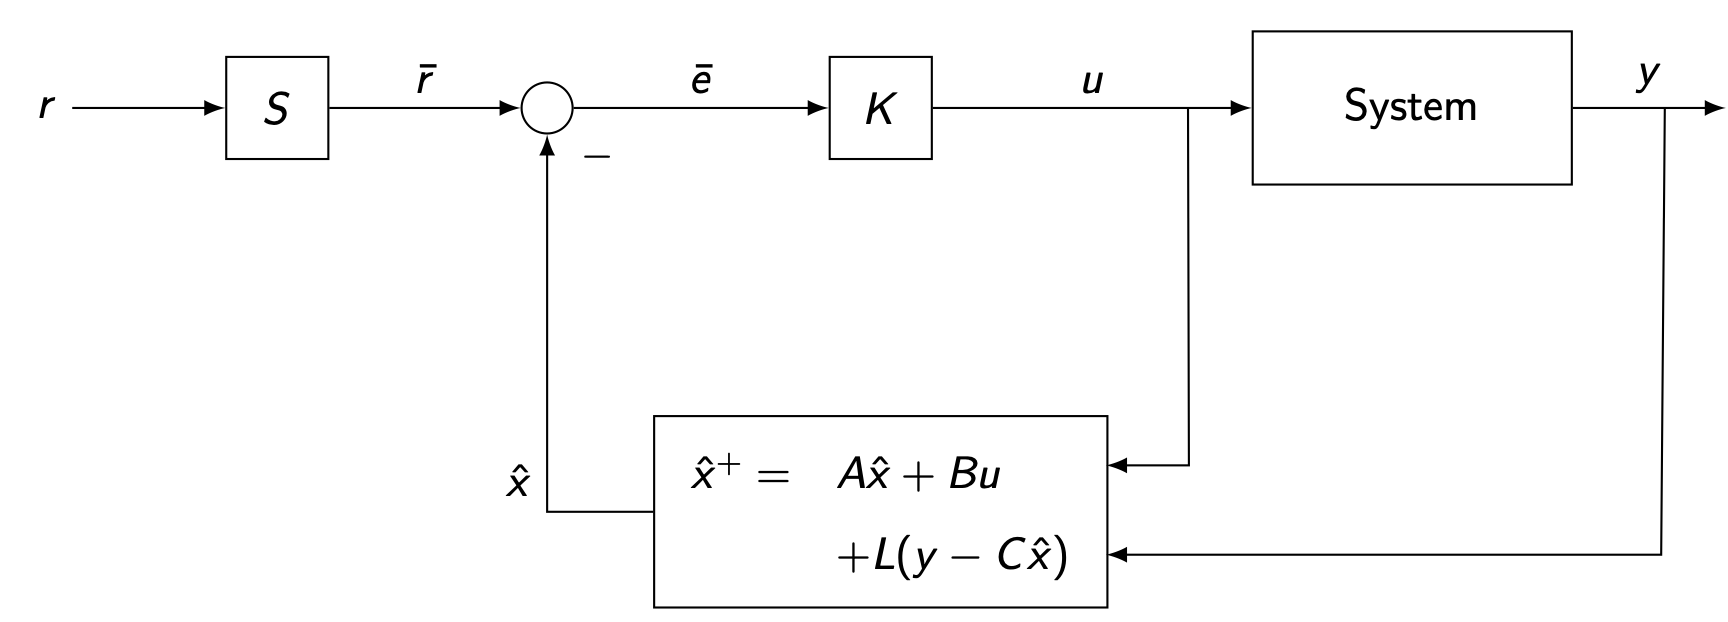 r
S
r̄
ē
K
u
System
y
−
x̂
x̂⁺ = Ax̂ + Bu
+L(y − Cx̂)